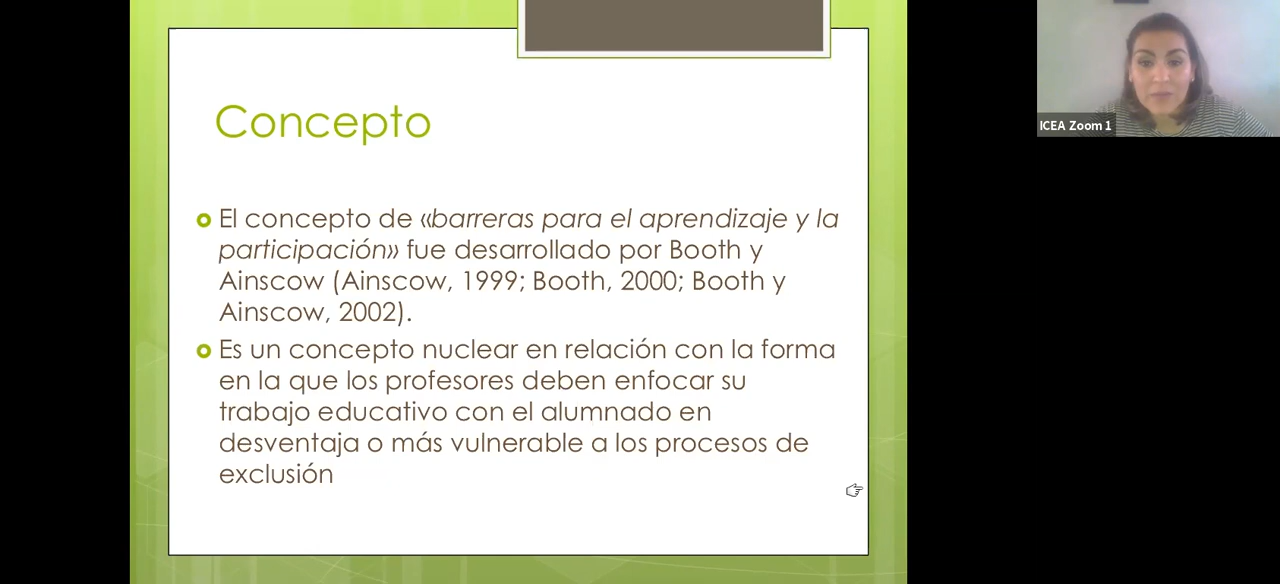 Concepto
El concepto de «barreras para el aprendizaje y la
participación» fue desarrollado por Booth y
Ainscow (Ainscow, 1999; Booth, 2000; Booth y
Ainscow, 2002).
Es un concepto nuclear en relación con la forma
en la que los profesores deben enfocar su
trabajo educativo con el alumnado en
desventaja o más vulnerable a los procesos de
exclusión
ICEA Zoom 1